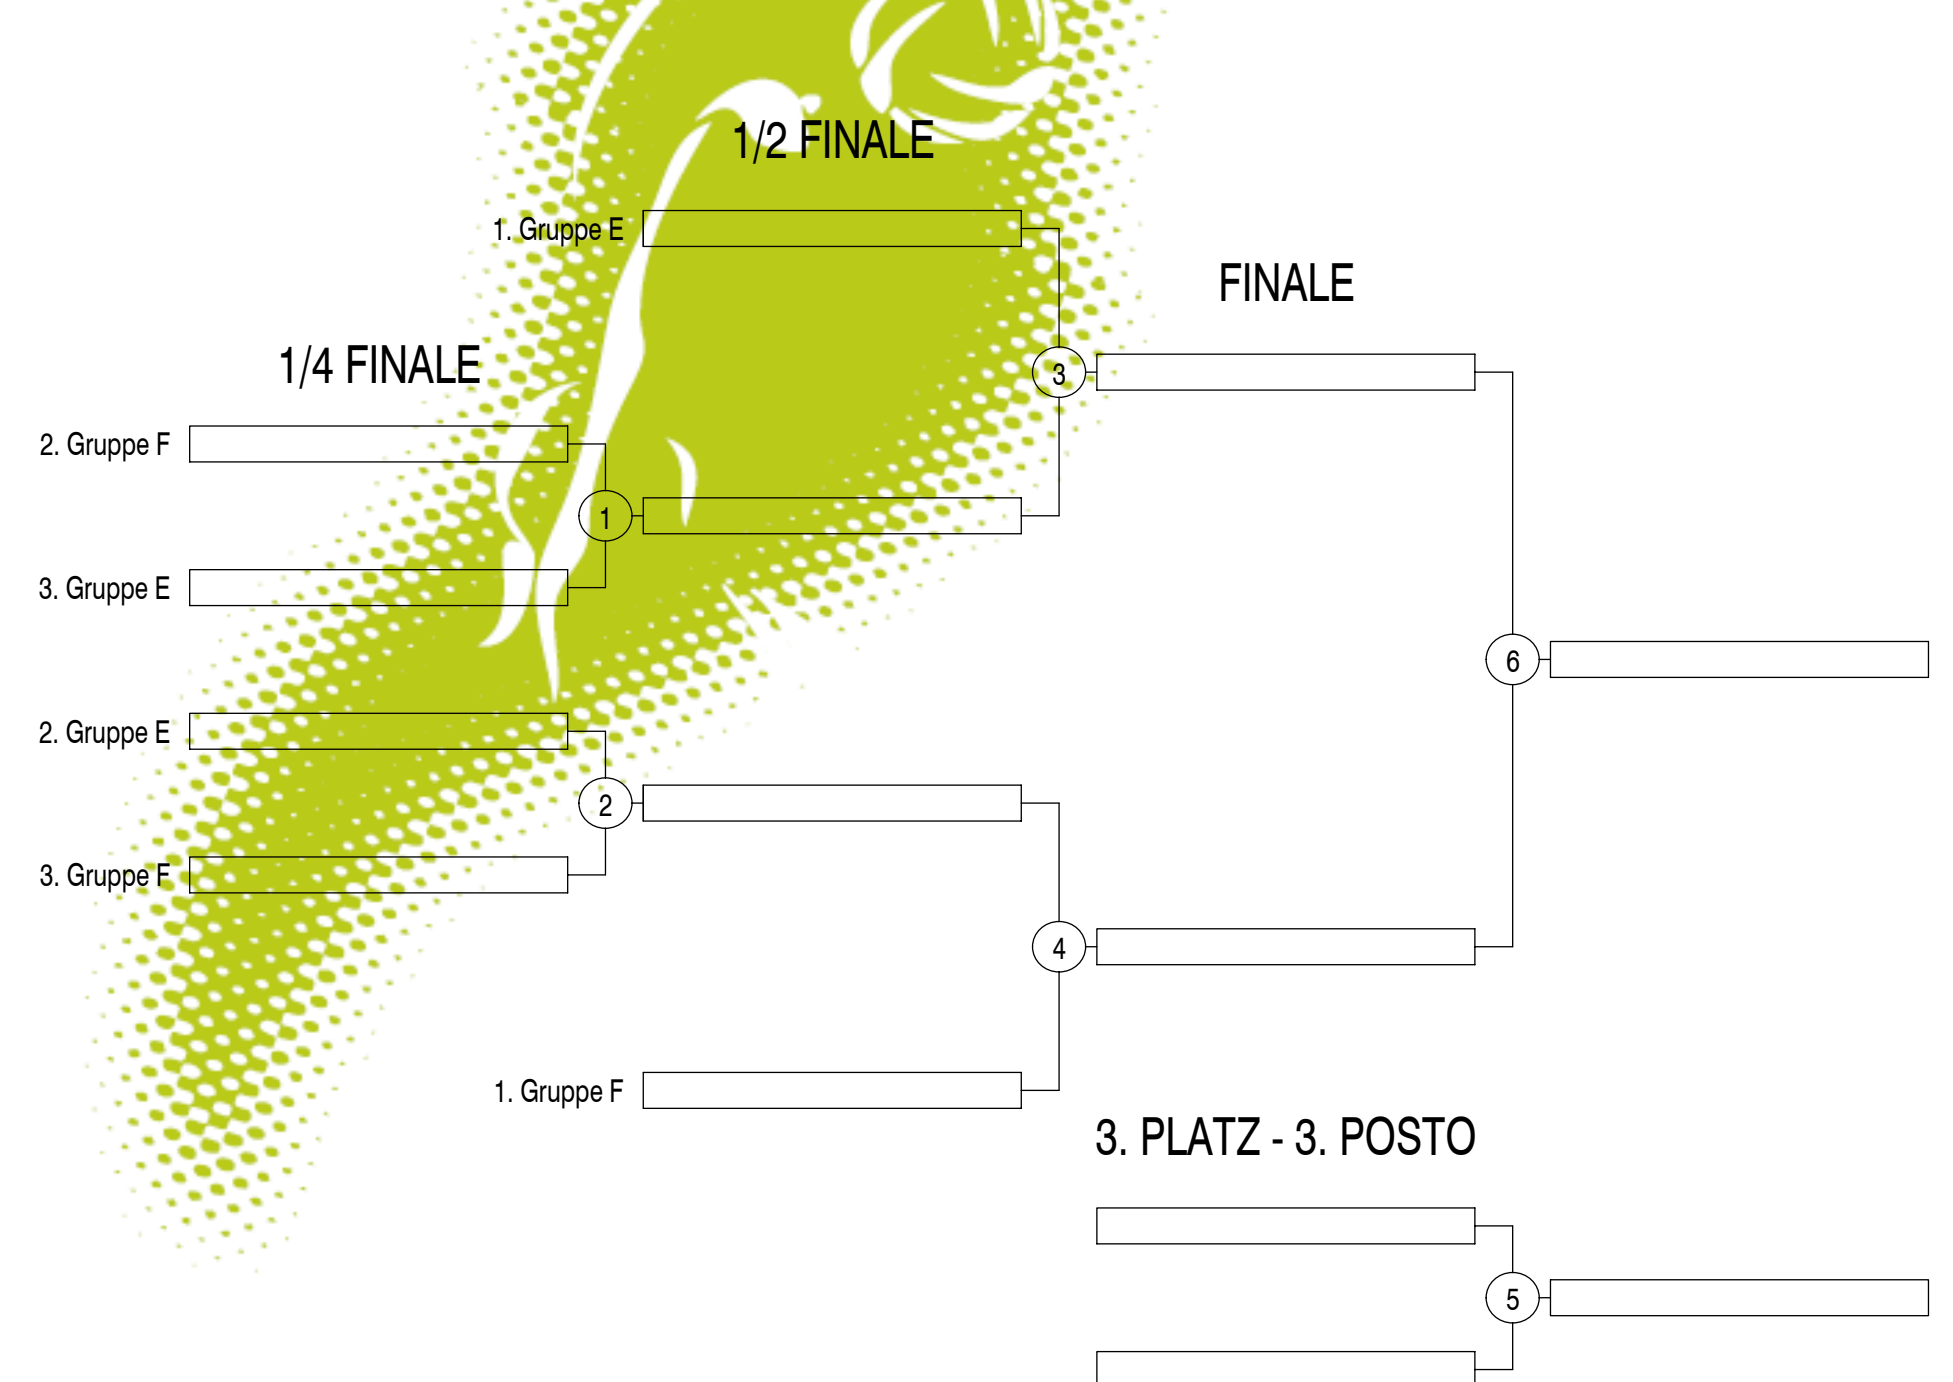 1/2 FINALE
1. Gruppe E
FINALE
1/4 FINALE
3
2. Gruppe F
1
3. Gruppe E
6
2. Gruppe E
2
3. Gruppe F
4
1. Gruppe F
3. PLATZ - 3. POSTO
5